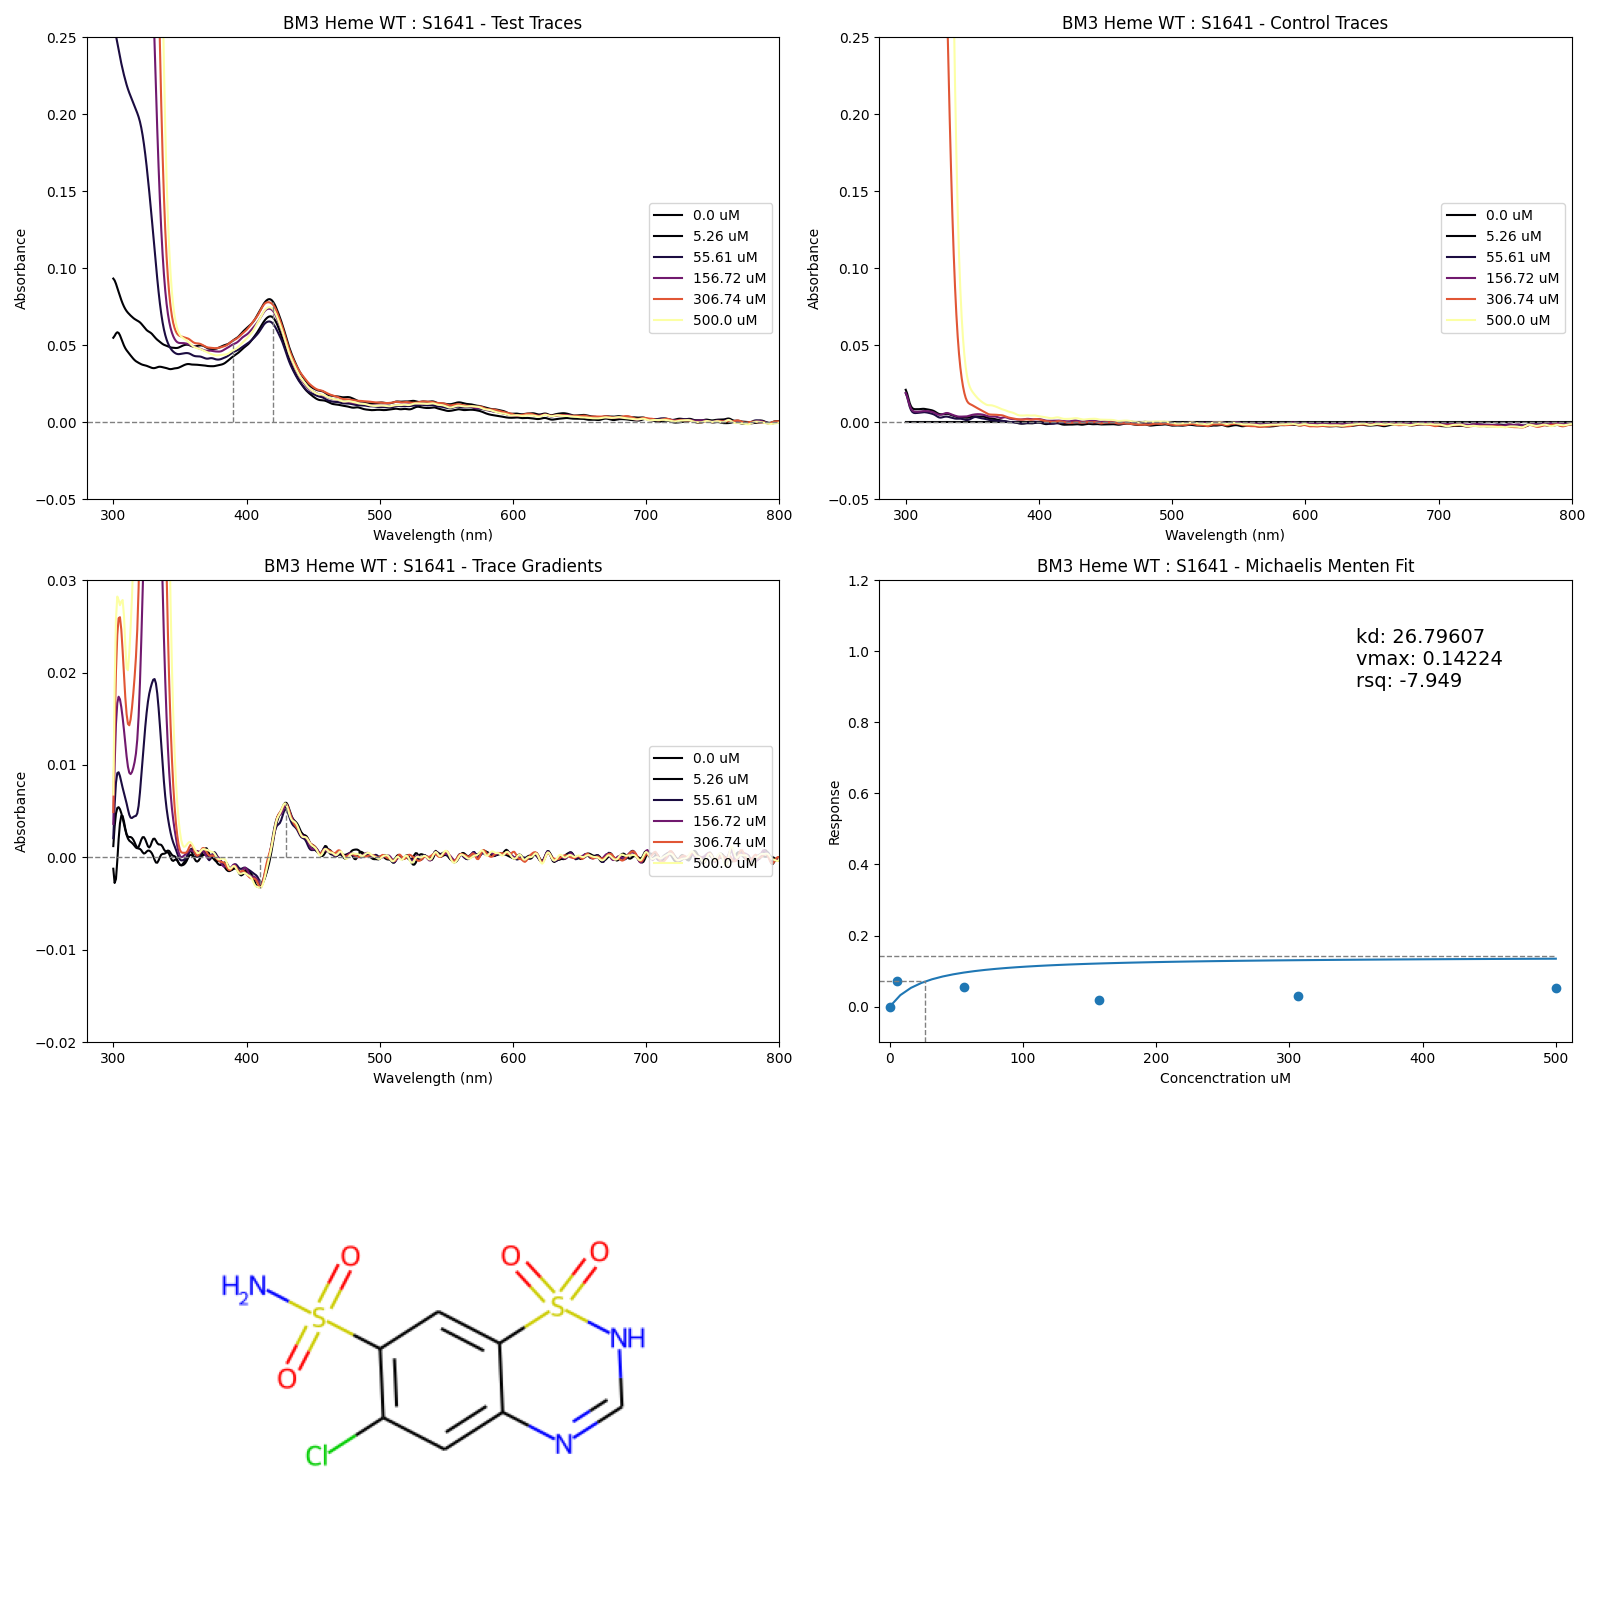 BM3 Heme WT : S1641 - Test Traces
0.25
0.20
0.15
0.10
0.05
0.00
−0.05
Absorbance
0.0 uM
5.26 uM
55.61 uM
156.72 uM
306.74 uM
500.0 uM
300 400 500 600 700 800
Wavelength (nm)
BM3 Heme WT : S1641 - Control Traces
0.25
0.20
0.15
0.10
0.05
0.00
−0.05
Absorbance
0.0 uM
5.26 uM
55.61 uM
156.72 uM
306.74 uM
500.0 uM
300 400 500 600 700 800
Wavelength (nm)
BM3 Heme WT : S1641 - Trace Gradients
0.03
0.02
0.01
0.00
−0.01
−0.02
Absorbance
0.0 uM
5.26 uM
55.61 uM
156.72 uM
306.74 uM
500.0 uM
300 400 500 600 700 800
Wavelength (nm)
BM3 Heme WT : S1641 - Michaelis Menten Fit
1.2
1.0
0.8
0.6
0.4
0.2
0.0
Response
kd: 26.79607
vmax: 0.14224
rsq: -7.949
0 100 200 300 400 500
Concenctration uM
O O O
H2N S S NH
O
Cl N